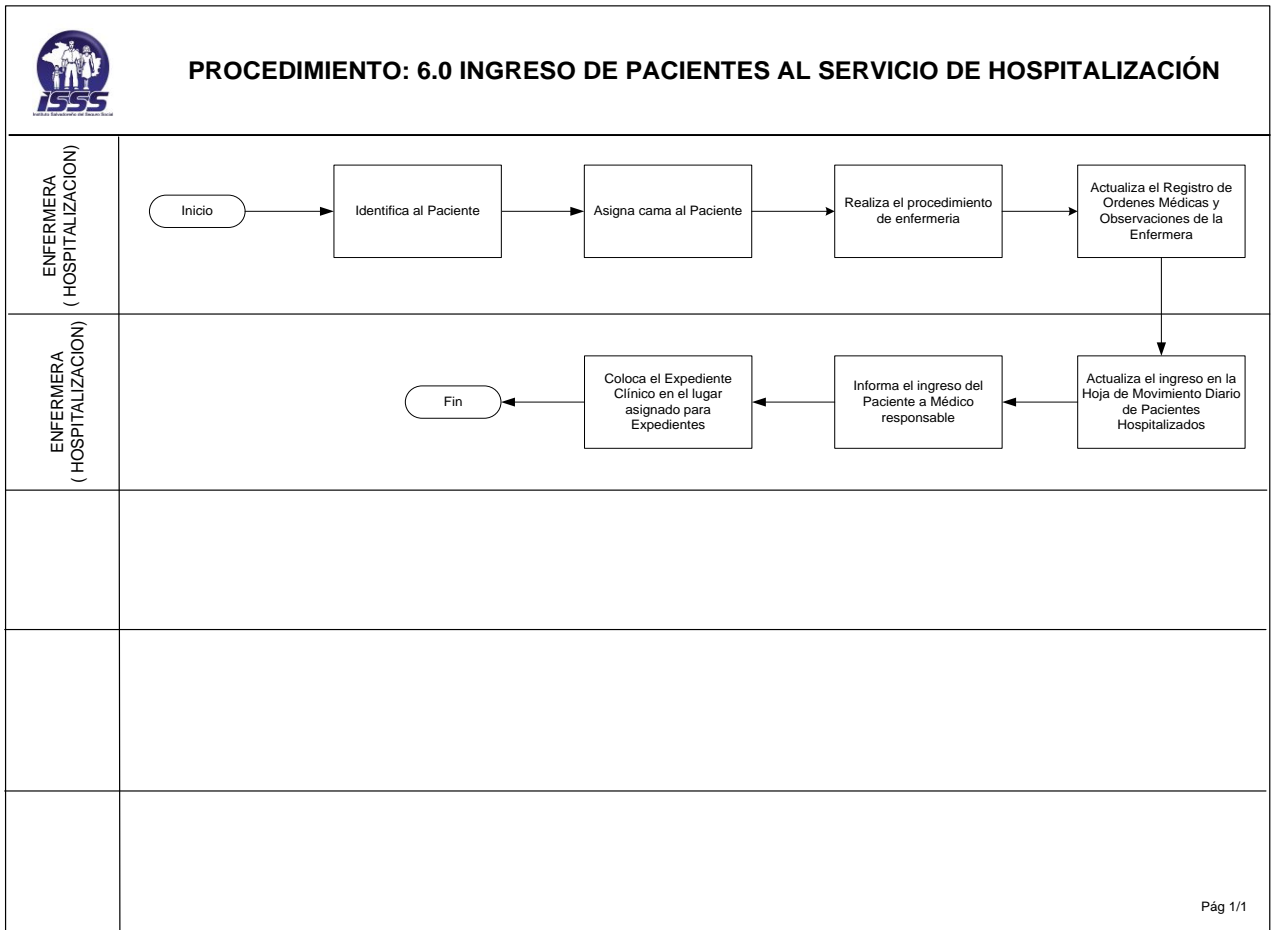 PROCEDIMIENTO: 6.0 INGRESO DE PACIENTES AL SERVICIO DE HOSPITALIZACIÓN
ISSS
Instituto Salvadoreño del Seguro Social
ENFERMERA
( HOSPITALIZACION)
Inicio
Identifica al Paciente
Asigna cama al Paciente
Realiza el procedimiento
de enfermeria
Actualiza el Registro de
Ordenes Médicas y
Observaciones de la
Enfermera
ENFERMERA
( HOSPITALIZACION)
Actualiza el ingreso en la
Hoja de Movimiento Diario
de Pacientes
Hospitalizados
Informa el ingreso del
Paciente a Médico
responsable
Coloca el Expediente
Clínico en el lugar
asignado para
Expedientes
Fin
Pág 1/1